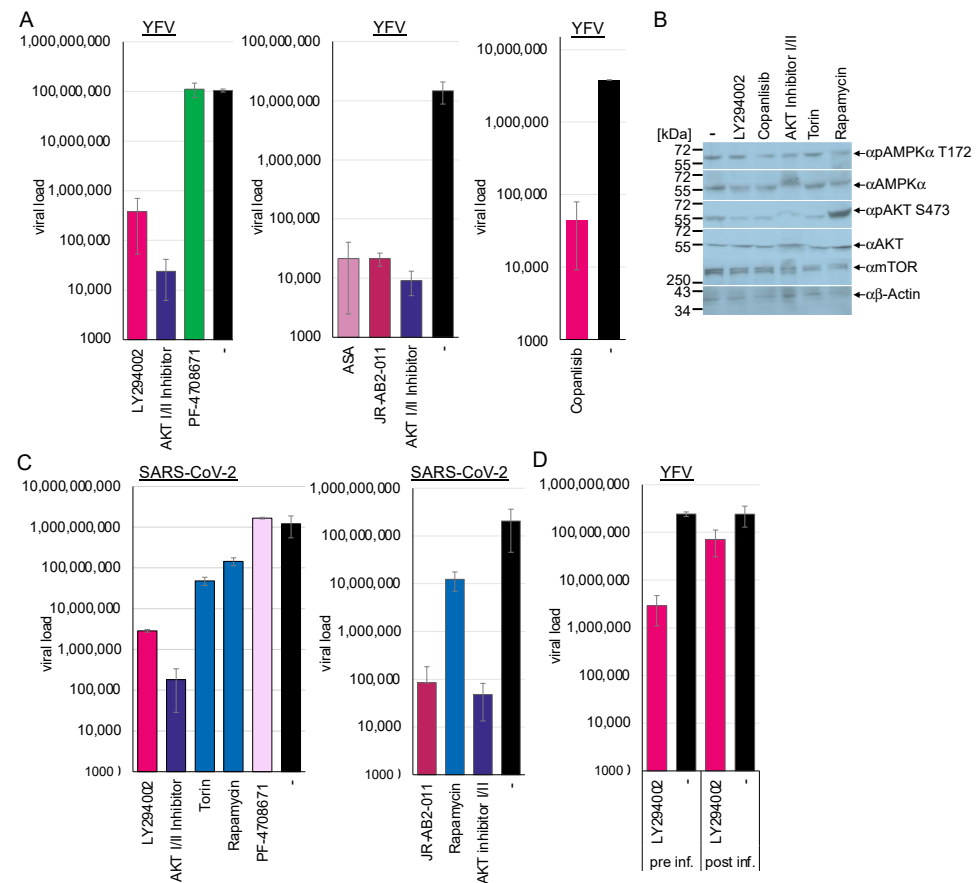 A
YFV
1,000,000,000
100,000,000
10,000,000
1,000,000
100,000
10,000
1000
viral load
LY294002
AKT I/II Inhibitor
PF-4708671
-
YFV
100,000,000
10,000,000
1,000,000
100,000
10,000
1000
viral load
ASA
JR-AB2-011
AKT I/II Inhibitor
-
YFV
10,000,000
1,000,000
100,000
10,000
1000
viral load
Copanlisib
-
B
[kDa]
-
LY294002
Copanlisib
AKT Inhibitor I/II
Torin
Rapamycin
72
55
αpAMPKα T172
72
55
αAMPKα
72
55
αpAKT S473
55
αAKT
250
αmTOR
43
34
αβ-Actin
C
SARS-CoV-2
10,000,000,000
1,000,000,000
100,000,000
10,000,000
1,000,000
100,000
10,000
1000
viral load
LY294002
AKT I/II Inhibitor
Torin
Rapamycin
PF-4708671
-
SARS-CoV-2
1,000,000,000
100,000,000
10,000,000
1,000,000
100,000
10,000
1000
viral load
JR-AB2-011
Rapamycin
AKT inhibitor I/II
-
D
YFV
1,000,000,000
100,000,000
10,000,000
1,000,000
100,000
10,000
1000
viral load
LY294002
-
LY294002
-
pre inf.
post inf.